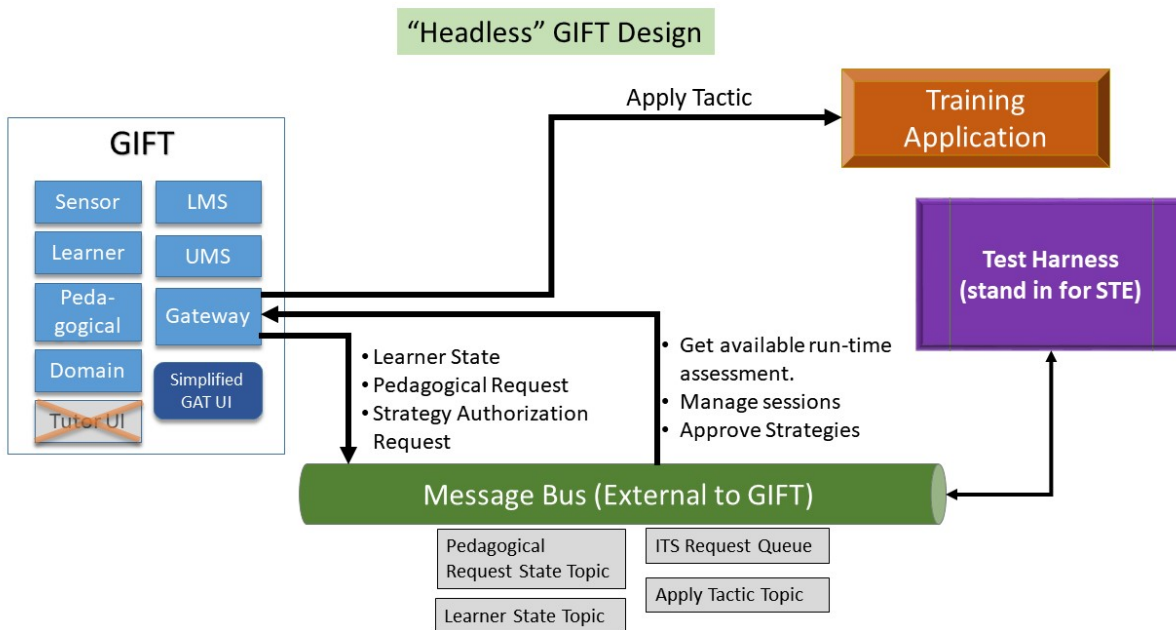 “Headless” GIFT Design
Apply Tactic
Training
Application
GIFT
Sensor
LMS
Learner
UMS
Peda-
gogical
Gateway
Domain
Simplified
GAT UI
Tutor UI
Test Harness
(stand in for STE)
• Learner State
• Pedagogical Request
• Strategy Authorization
Request
• Get available run-time
assessment.
• Manage sessions
• Approve Strategies
Message Bus (External to GIFT)
Pedagogical
Request State Topic
ITS Request Queue
Learner State Topic
Apply Tactic Topic